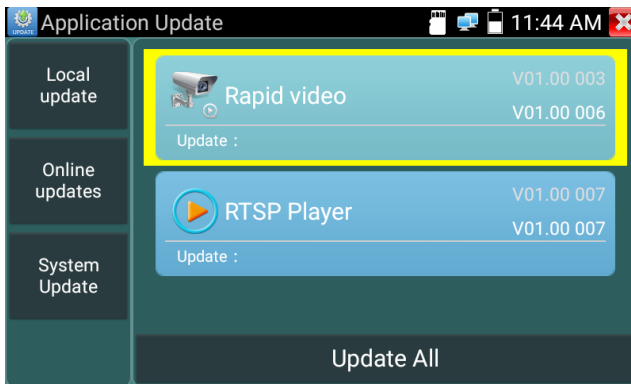 UPDATE
Application Update
11:44 AM
Local
update
Online
updates
System
Update
Rapid video
V01.00 003
V01.00 006
Update :
RTSP Player
V01.00 007
V01.00 007
Update :
Update All